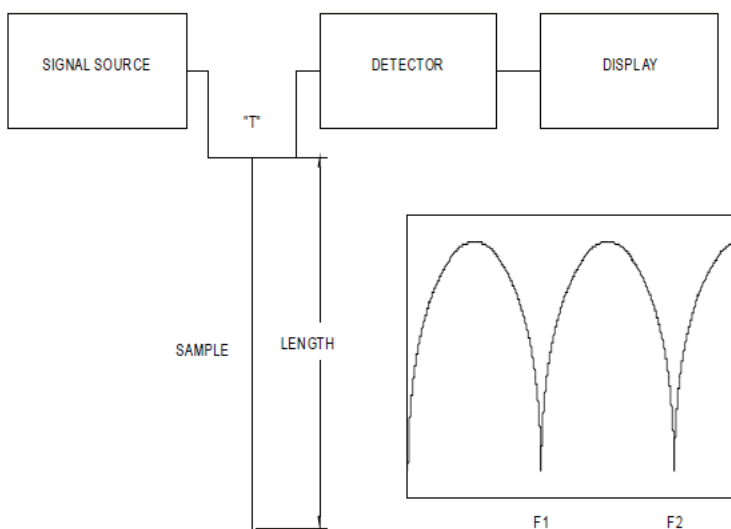 SIGNAL SOURCE
DETECTOR
DISPLAY
"T"
SAMPLE
LENGTH
F1
F2